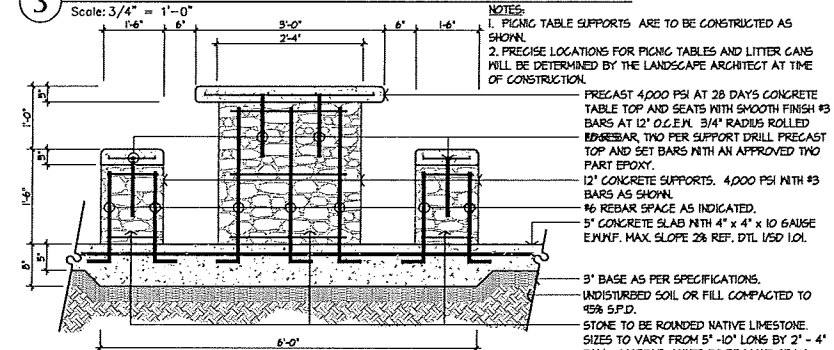 3
Scale: 3/4" = 1'-0"
1'-6"
6"
3'-0"
6"
1'-6"
2'-4"
NOTES:
1. PICNIC TABLE SUPPORTS ARE TO BE CONSTRUCTED AS
SHOWN.
2. PRECISE LOCATIONS FOR PICNIC TABLES AND LITTER CANS
WILL BE DETERMINED BY THE LANDSCAPE ARCHITECT AT TIME
OF CONSTRUCTION.
PRECAST 4,000 PSI AT 28 DAYS CONCRETE
TABLE TOP AND SEATS WITH SMOOTH FINISH #3
BARS AT 12" O.C.E.W. 3/4" RADIUS ROLLED
REBAR, TWO PER SUPPORT DRILL PRECAST
TOP AND SET BARS WITH AN APPROVED TWO
PART EPOXY.
12" CONCRETE SUPPORTS. 4,000 PSI WITH #3
BARS AS SHOWN.
#6 REBAR SPACE AS INDICATED.
5" CONCRETE SLAB WITH 4" x 4" x 10 GAUGE
E.W.W.F. MAX. SLOPE 2% REF. DTL 1/SD 1.01.
3" BASE AS PER SPECIFICATIONS.
UNDISTURBED SOIL OR FILL COMPACTED TO
95% S.P.D.
STONE TO BE ROUNDED NATIVE LIMESTONE.
SIZES TO VARY FROM 5" -10" LONG BY 2" - 4"
3"
1'-0"
3"
1'-6"
8"
5"
6'-0"